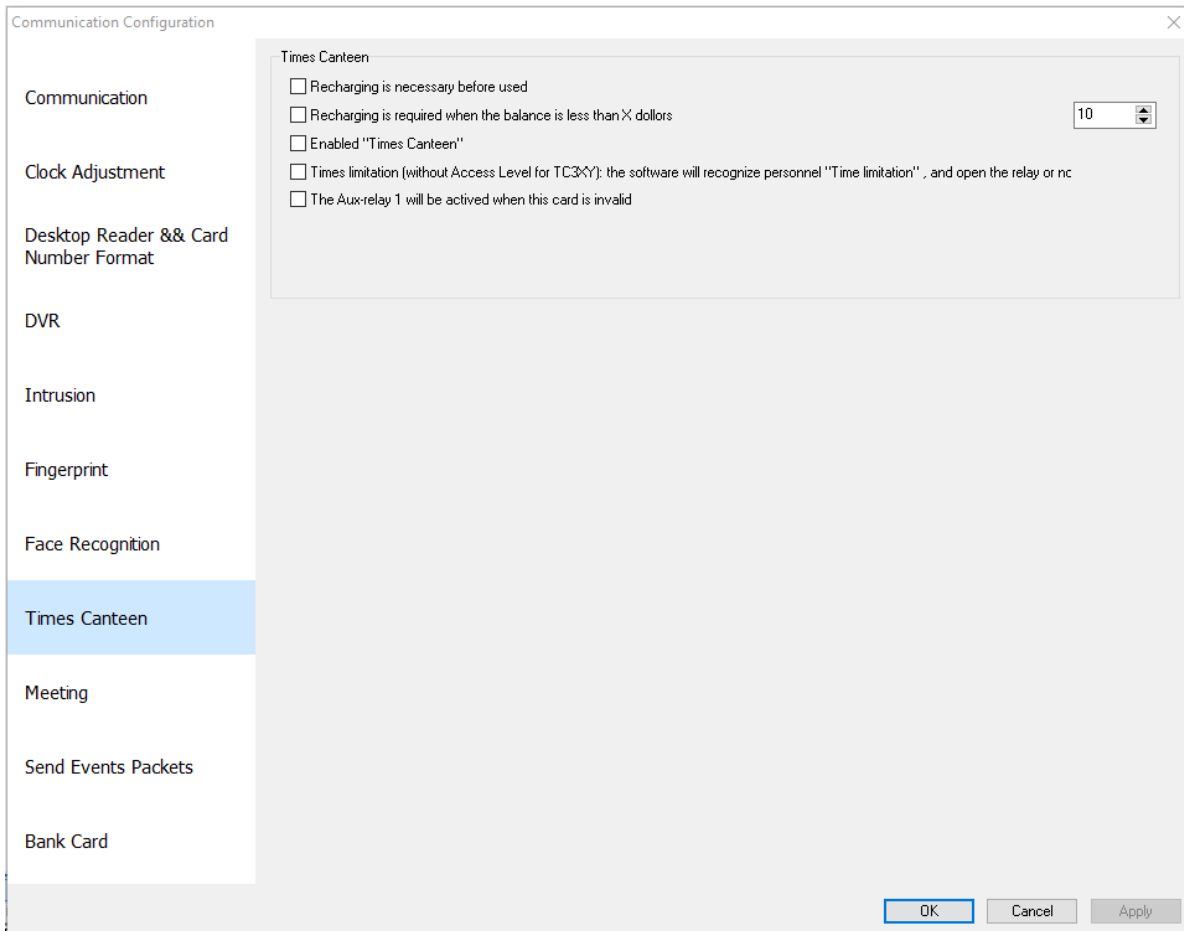 Communication Configuration
Communication
Clock Adjustment
Desktop Reader && Card
Number Format
DVR
Intrusion
Fingerprint
Face Recognition
Times Canteen
Meeting
Send Events Packets
Bank Card
Times Canteen
Recharging is necessary before used
Recharging is required when the balance is less than X dollors
10
Enabled "Times Canteen"
Times limitation (without Access Level for TC3XY): the software will recognize personnel "Time limitation" , and open the relay or nc
The Aux-relay 1 will be actived when this card is invalid
OK
Cancel
Apply